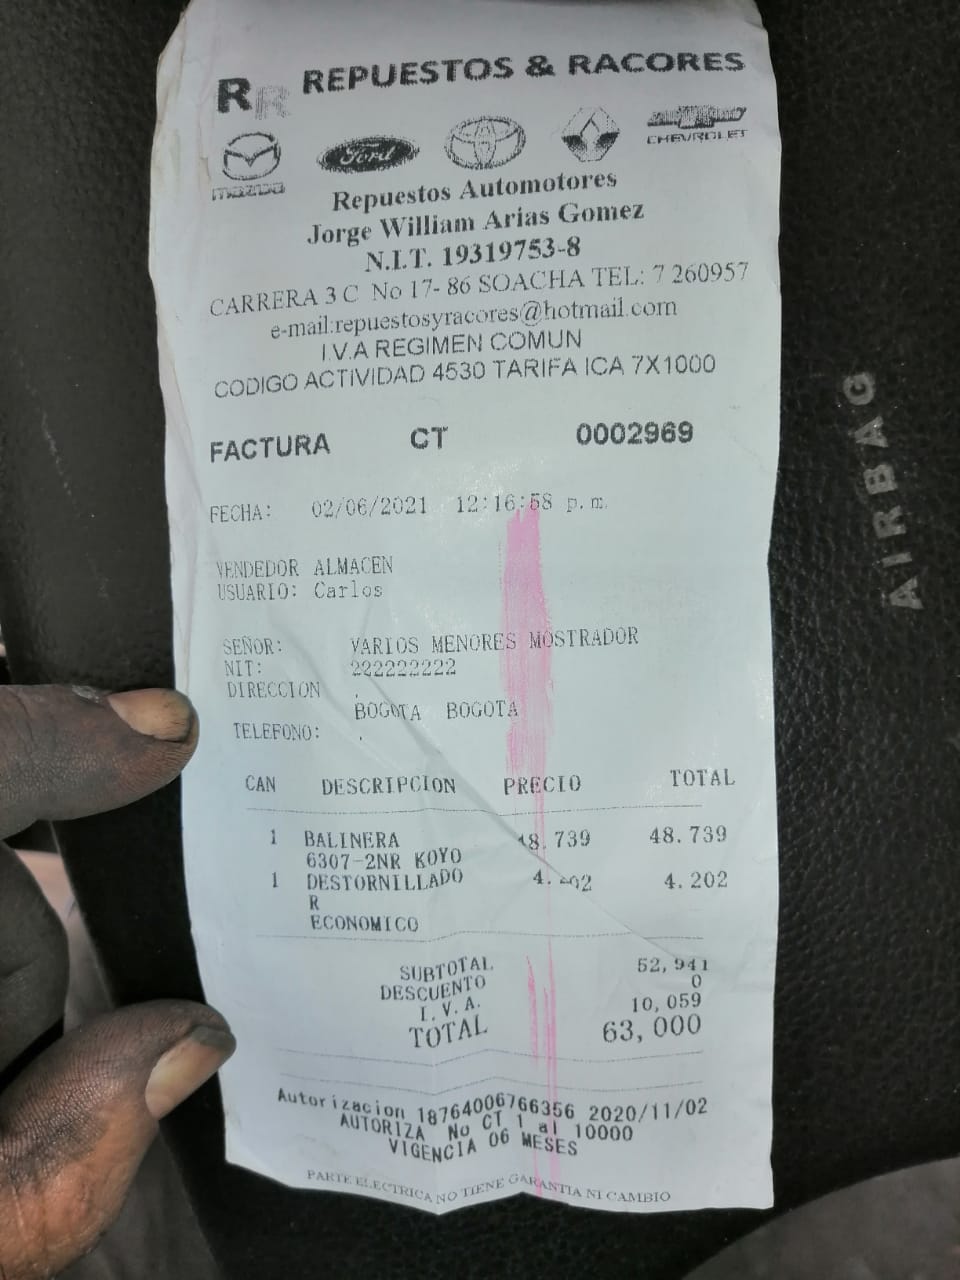 RR REPUESTOS & RACORES
mazda Ford CHEVROLET
Repuestos Automotores
Jorge William Arias Gomez
N.I.T. 19319753-8
CARRERA 3 C No 17- 86 SOACHA TEL: 7 260957
e-mail:repuestosyracores@hotmail.com
I.V.A REGIMEN COMUN
CODIGO ACTIVIDAD 4530 TARIFA ICA 7X1000
FACTURA CT 0002969
FECHA: 02/06/2021 12:16:58 p.m.
VENDEDOR ALMACEN
USUARIO: Carlos
SEÑOR: VARIOS MENORES MOSTRADOR
NIT: 222222222
DIRECCION .
BOGOTA BOGOTA
TELEFONO: .
CAN DESCRIPCION PRECIO TOTAL
1 BALINERA 48.739 48.739
6307-2NR KOYO
1 DESTORNILLADO 4.202 4.202
R
ECONOMICO
SUBTOTAL 52,941
DESCUENTO 0
I.V.A. 10,059
TOTAL 63,000
Autorizacion 18764006766356 2020/11/02
AUTORIZA No CT 1 al 10000
VIGENCIA 06 MESES
PARTE ELECTRICA NO TIENE GARANTIA NI CAMBIO
AIRBAG